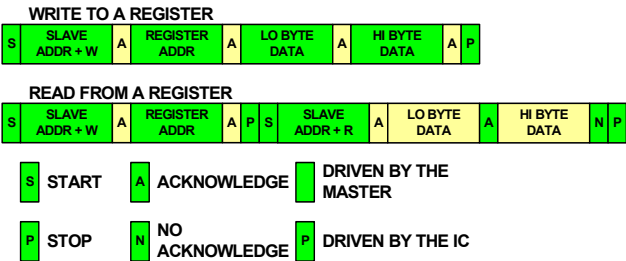 WRITE TO A REGISTER
S SLAVE ADDR + W A REGISTER ADDR A LO BYTE DATA A HI BYTE DATA A P
READ FROM A REGISTER
S SLAVE ADDR + W A REGISTER ADDR A P S SLAVE ADDR + R A LO BYTE DATA A HI BYTE DATA N P
S START A ACKNOWLEDGE DRIVEN BY THE MASTER
P STOP N NO ACKNOWLEDGE P DRIVEN BY THE IC